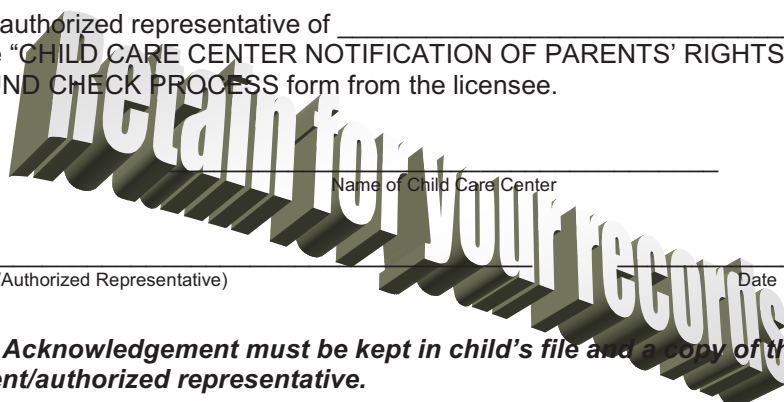 authorized representative of ____________________
“CHILD CARE CENTER NOTIFICATION OF PARENTS’ RIGHTS
CHECK PROCESS form from the licensee.
Retain for your records
Name of Child Care Center
/Authorized Representative) Date
Acknowledgement must be kept in child’s file and a copy of
/authorized representative.